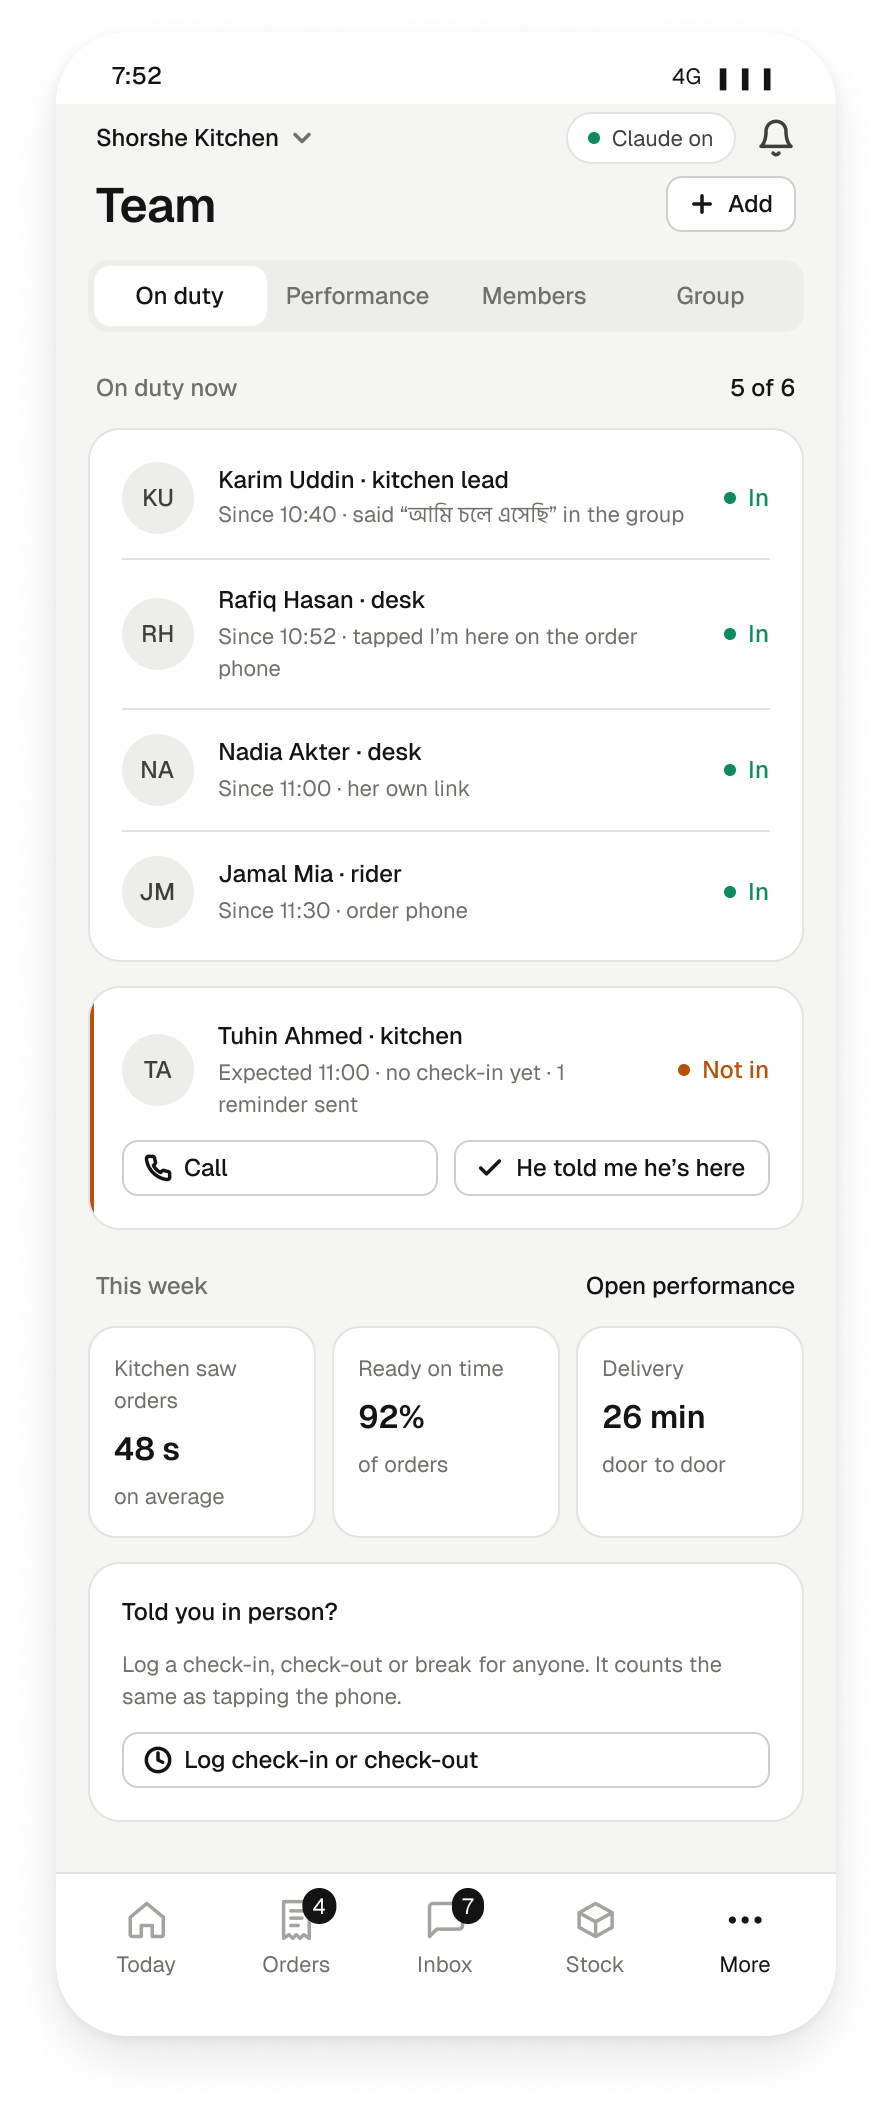 7:52
4G
Shorshe Kitchen
Claude on
Team
Add
On duty
Performance
Members
Group
On duty now
5 of 6
KU
Karim Uddin · kitchen lead
Since 10:40 · said “আমি চলে এসেছি” in the group
In
RH
Rafiq Hasan · desk
Since 10:52 · tapped I’m here on the order
phone
In
NA
Nadia Akter · desk
Since 11:00 · her own link
In
JM
Jamal Mia · rider
Since 11:30 · order phone
In
TA
Tuhin Ahmed · kitchen
Expected 11:00 · no check-in yet · 1
reminder sent
Not in
Call
He told me he’s here
This week
Open performance
Kitchen saw
orders
48 s
on average
Ready on time
92%
of orders
Delivery
26 min
door to door
Told you in person?
Log a check-in, check-out or break for anyone. It counts the
same as tapping the phone.
Log check-in or check-out
Today
4
Orders
7
Inbox
Stock
More